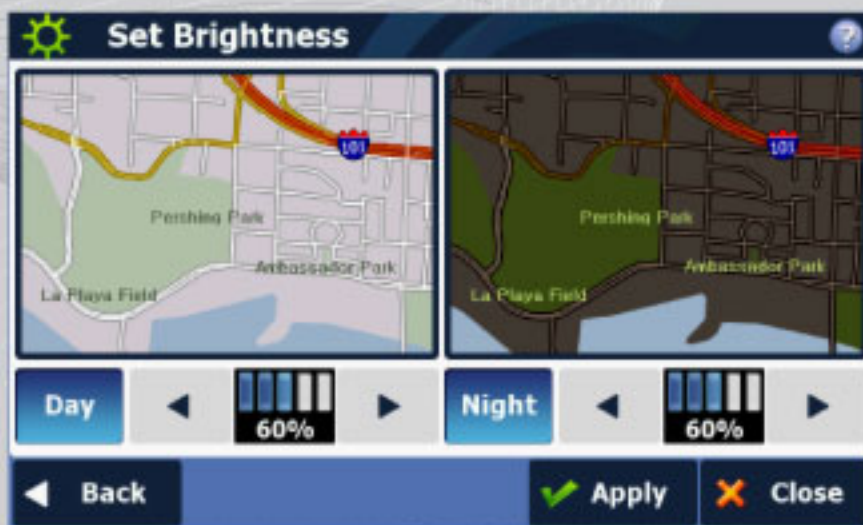 Set Brightness
?
101
Pershing Park
Ambassador Park
La Playa Field
101
Pershing Park
Ambassador Park
La Playa Field
Day
60%
Night
60%
Back
Apply
Close